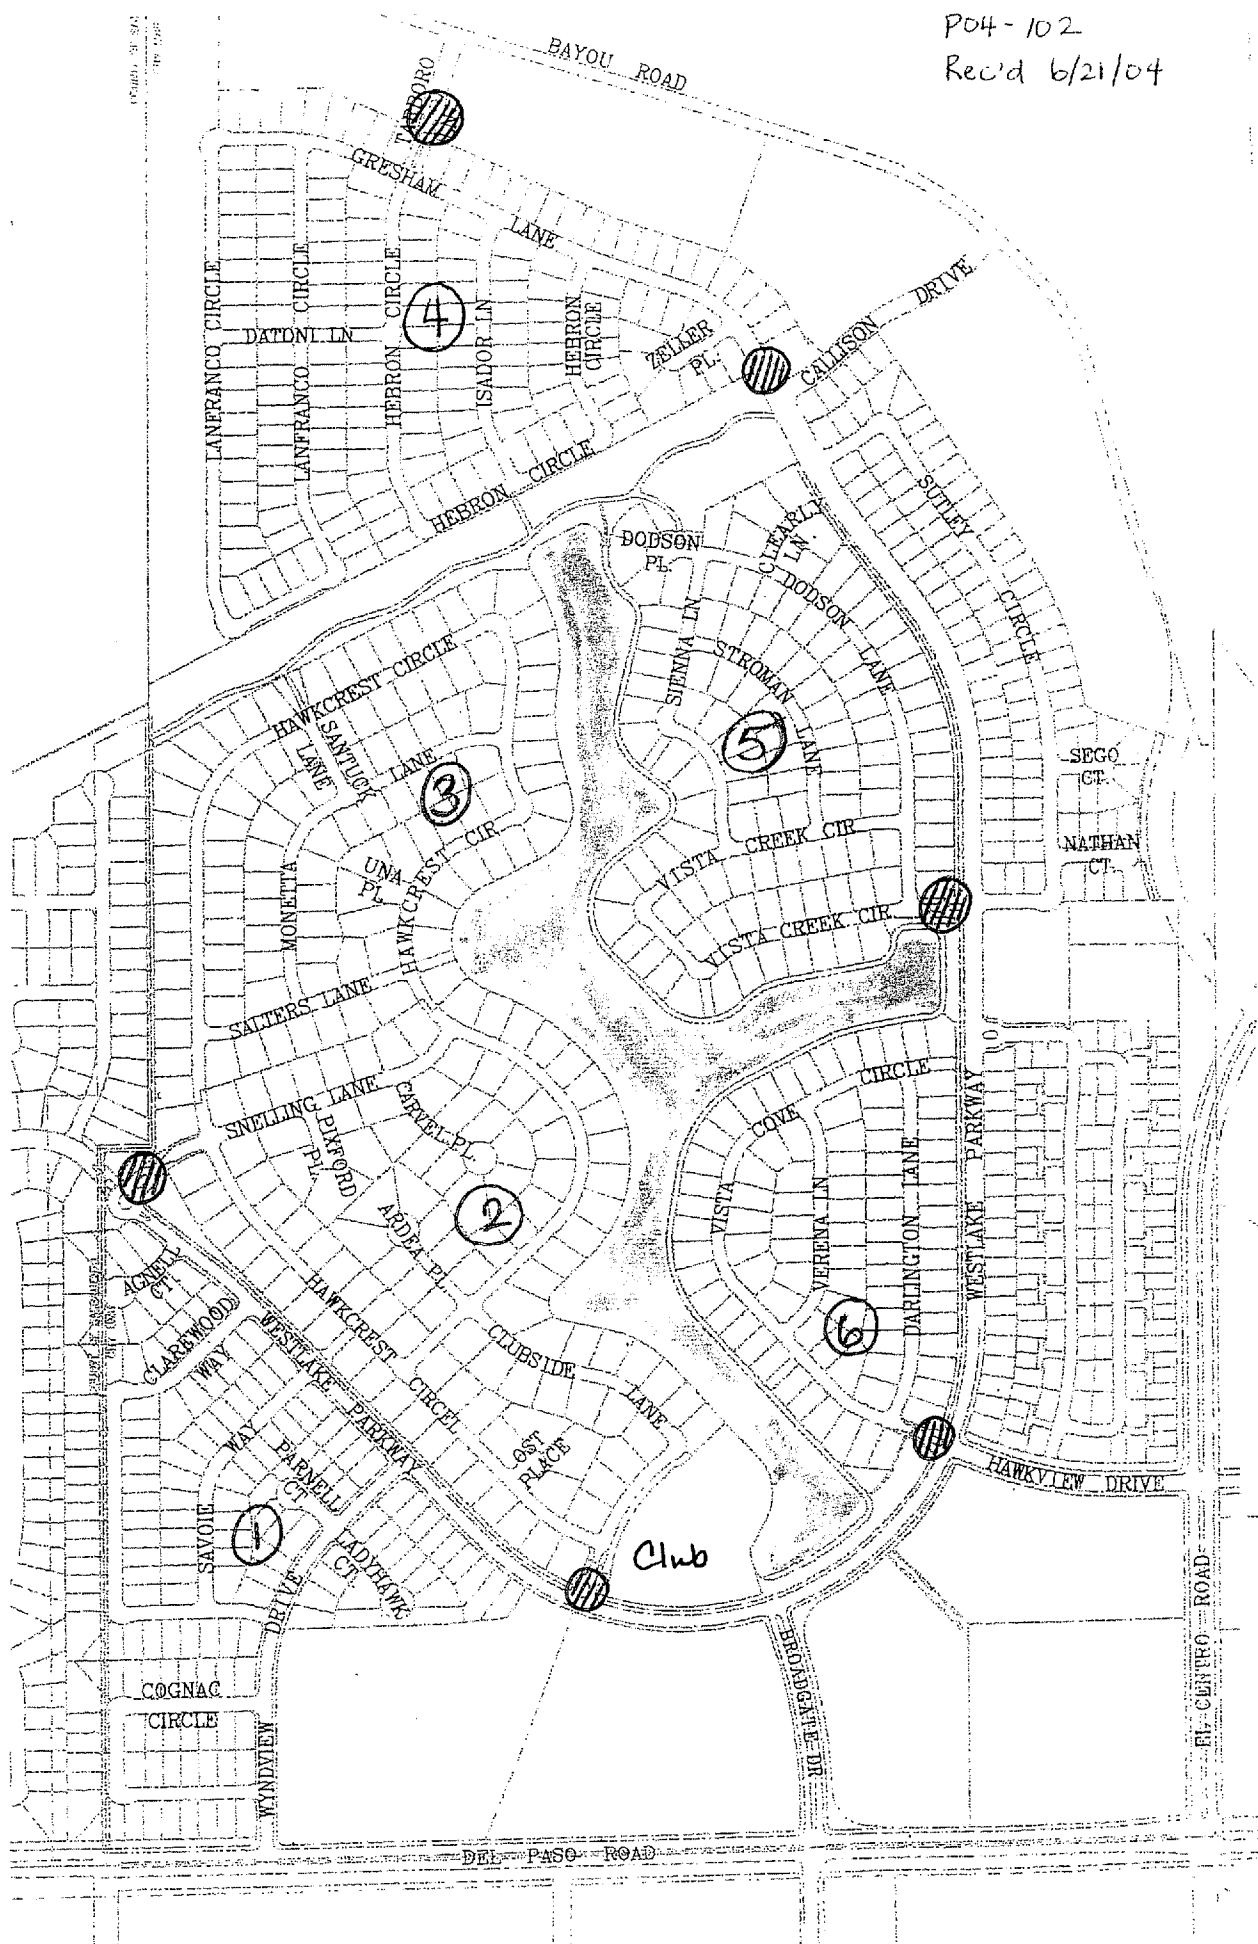 P04-102
Rec'd 6/21/04
BAYOU ROAD
GRESHAM
LANE
LANFRANCO CIRCLE
LANFRANCO CIRCLE
DATONI LN
HEBRON CIRCLE
4
ISADOR LN
HEBRON
CIRCLE
ZELLER
PL.
CALLISON DRIVE
HEBRON CIRCLE
SUTLEY
CIRCLE
DODSON
PL.
CLEARLY
LN.
DODSON
LANE
SIENNA LN
STROMAN
LANE
5
HAWKCREST CIRCLE
SANTUCK
LANE
MONETTA
LANE
3
UNA
PL
HAWKCREST CIR
SEGO
CT.
NATHAN
CT.
VISTA CREEK CIR
VISTA CREEK CIR.
SALTERS LANE
SNELLING LANE
PIXFORD
PL.
CARVEL PL.
ARDEA PL.
2
VISTA
COVE
CIRCLE
VERENA LN
DARLINGTON LANE
WESTLAKE PARKWAY
6
AGNELL
CT
CLAREWOOD
WAY
WESTLAKE PARKWAY
HAWKCREST
CIRCEL
CLUBSIDE
LANE
OST
PLACE
SAVOIE
WAY
PARNELL
CT
1
LADYHAWK
CT
Club
HAWKVIEW DRIVE
WYNDVIEW
DRIVE
COGNAC
CIRCLE
BROADGATE DR
EL CENTRO ROAD
DEL PASO ROAD